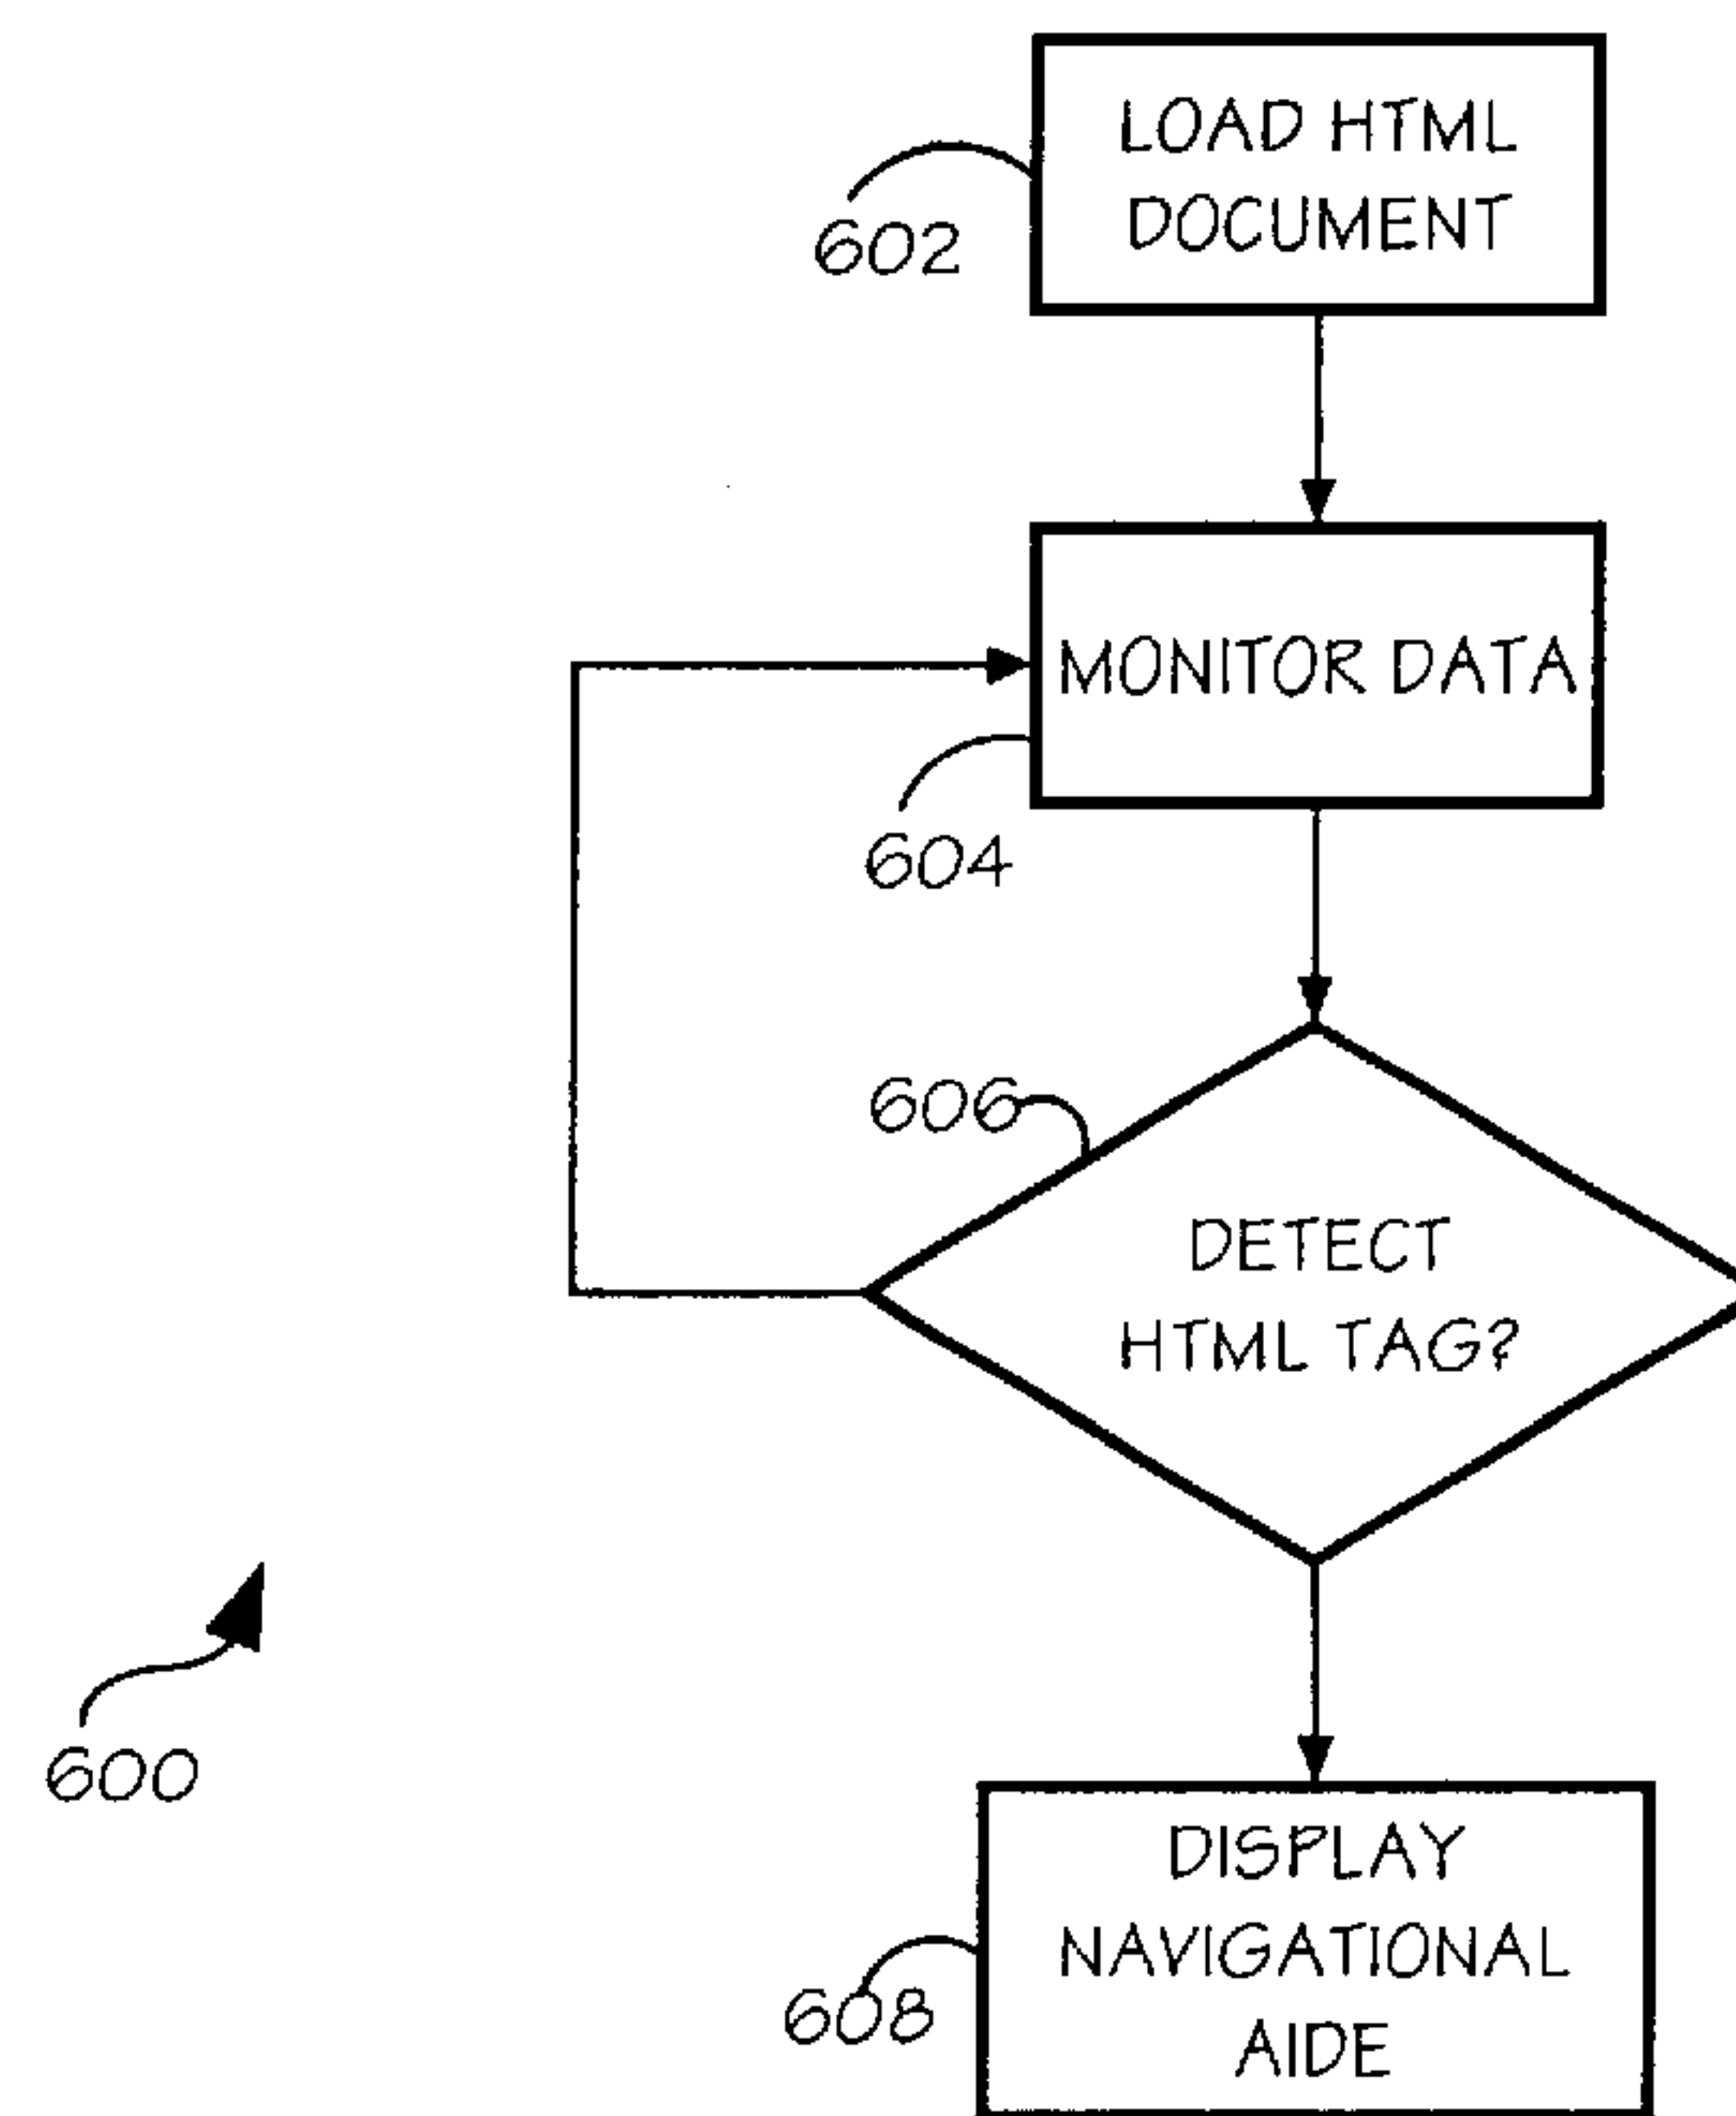 LOAD HTML
DOCUMENT
602
MONITOR DATA
604
606
DETECT
HTML TAG?
600
DISPLAY
NAVIGATIONAL
AIDE
608